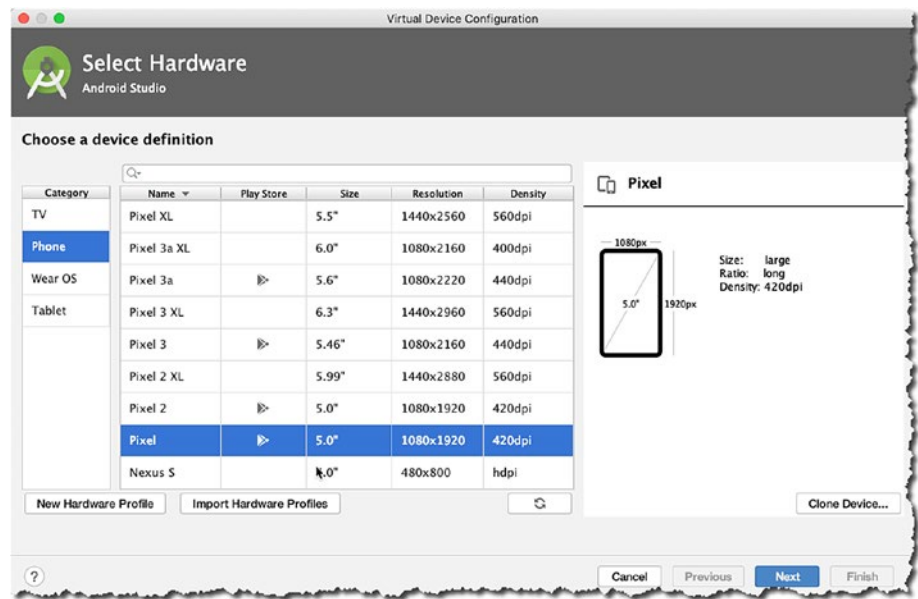 Virtual Device Configuration
Select Hardware
Android Studio
Choose a device definition
Category
TV
Phone
Wear OS
Tablet
Name Play Store Size Resolution Density
Pixel XL 5.5" 1440x2560 560dpi
Pixel 3a XL 6.0" 1080x2160 400dpi
Pixel 3a 5.6" 1080x2220 440dpi
Pixel 3 XL 6.3" 1440x2960 560dpi
Pixel 3 5.46" 1080x2160 440dpi
Pixel 2 XL 5.99" 1440x2880 560dpi
Pixel 2 5.0" 1080x1920 420dpi
Pixel 5.0" 1080x1920 420dpi
Nexus S .0" 480x800 hdpi
New Hardware Profile Import Hardware Profiles
Pixel
1080px
5.0"
1920px
Size: large
Ratio: long
Density: 420dpi
Clone Device...
?
Cancel Previous Next Finish